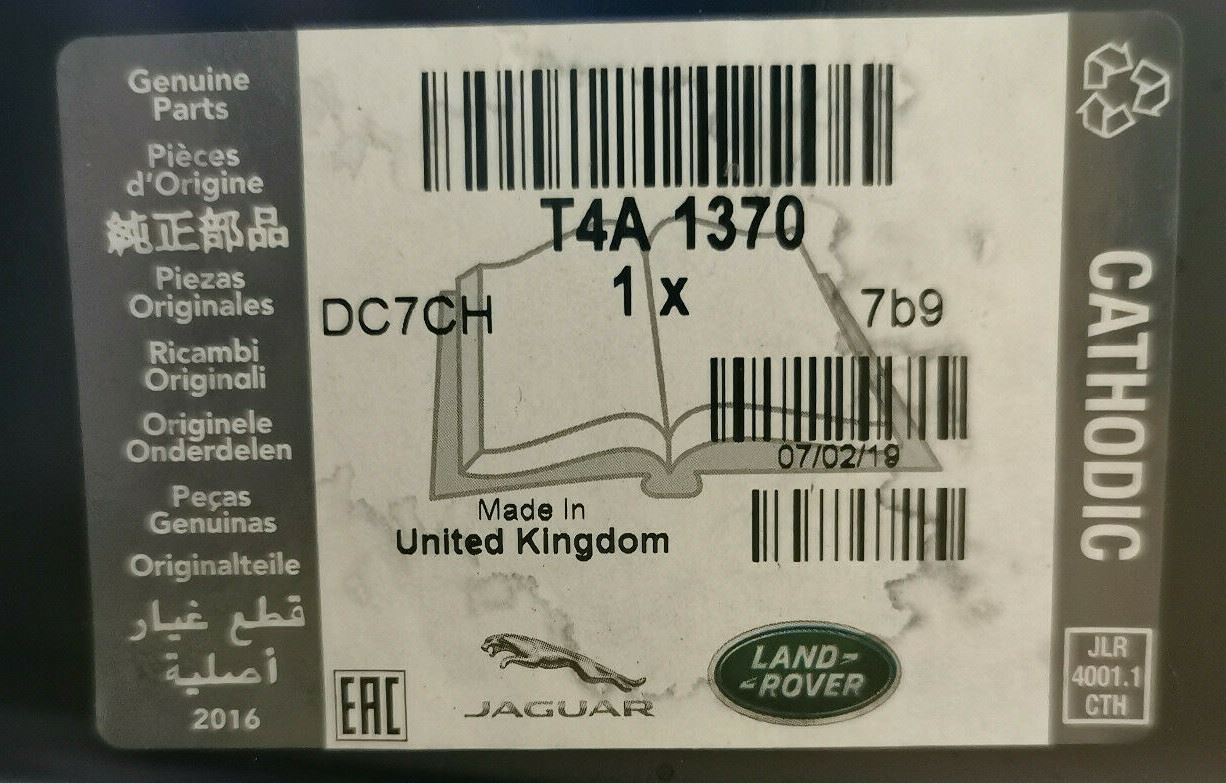 Genuine
Parts
Pièces
d'Origine
純正部品
Piezas
Originales
Ricambi
Originali
Originele
Onderdelen
Peças
Genuinas
Originalteile
قطع غيار
أصلية
2016
T4A 1370
1 x
DC7CH
7b9
07/02/19
Made In
United Kingdom
EAC
JAGUAR
LAND-
-ROVER
CATHODIC
JLR
4001.1
CTH